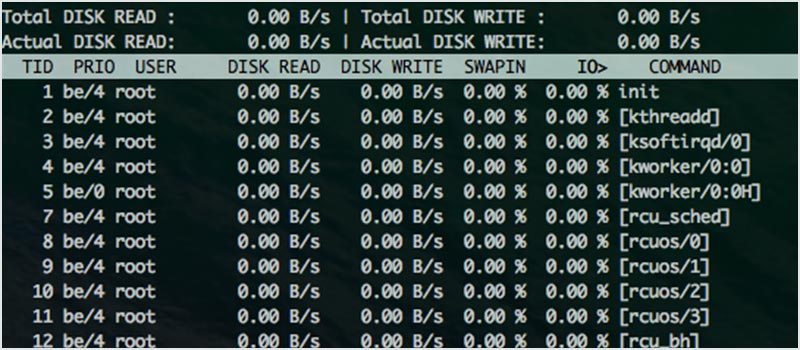 Total DISK READ :       0.00 B/s | Total DISK WRITE :       0.00 B/s
Actual DISK READ:       0.00 B/s | Actual DISK WRITE:       0.00 B/s
  TID  PRIO  USER     DISK READ  DISK WRITE  SWAPIN     IO>    COMMAND
    1 be/4 root        0.00 B/s    0.00 B/s  0.00 %  0.00 % init
    2 be/4 root        0.00 B/s    0.00 B/s  0.00 %  0.00 % [kthreadd]
    3 be/4 root        0.00 B/s    0.00 B/s  0.00 %  0.00 % [ksoftirqd/0]
    4 be/4 root        0.00 B/s    0.00 B/s  0.00 %  0.00 % [kworker/0:0]
    5 be/0 root        0.00 B/s    0.00 B/s  0.00 %  0.00 % [kworker/0:0H]
    7 be/4 root        0.00 B/s    0.00 B/s  0.00 %  0.00 % [rcu_sched]
    8 be/4 root        0.00 B/s    0.00 B/s  0.00 %  0.00 % [rcuos/0]
    9 be/4 root        0.00 B/s    0.00 B/s  0.00 %  0.00 % [rcuos/1]
   10 be/4 root        0.00 B/s    0.00 B/s  0.00 %  0.00 % [rcuos/2]
   11 be/4 root        0.00 B/s    0.00 B/s  0.00 %  0.00 % [rcuos/3]
   12 be/4 root        0.00 B/s    0.00 B/s  0.00 %  0.00 % [rcu_bh]